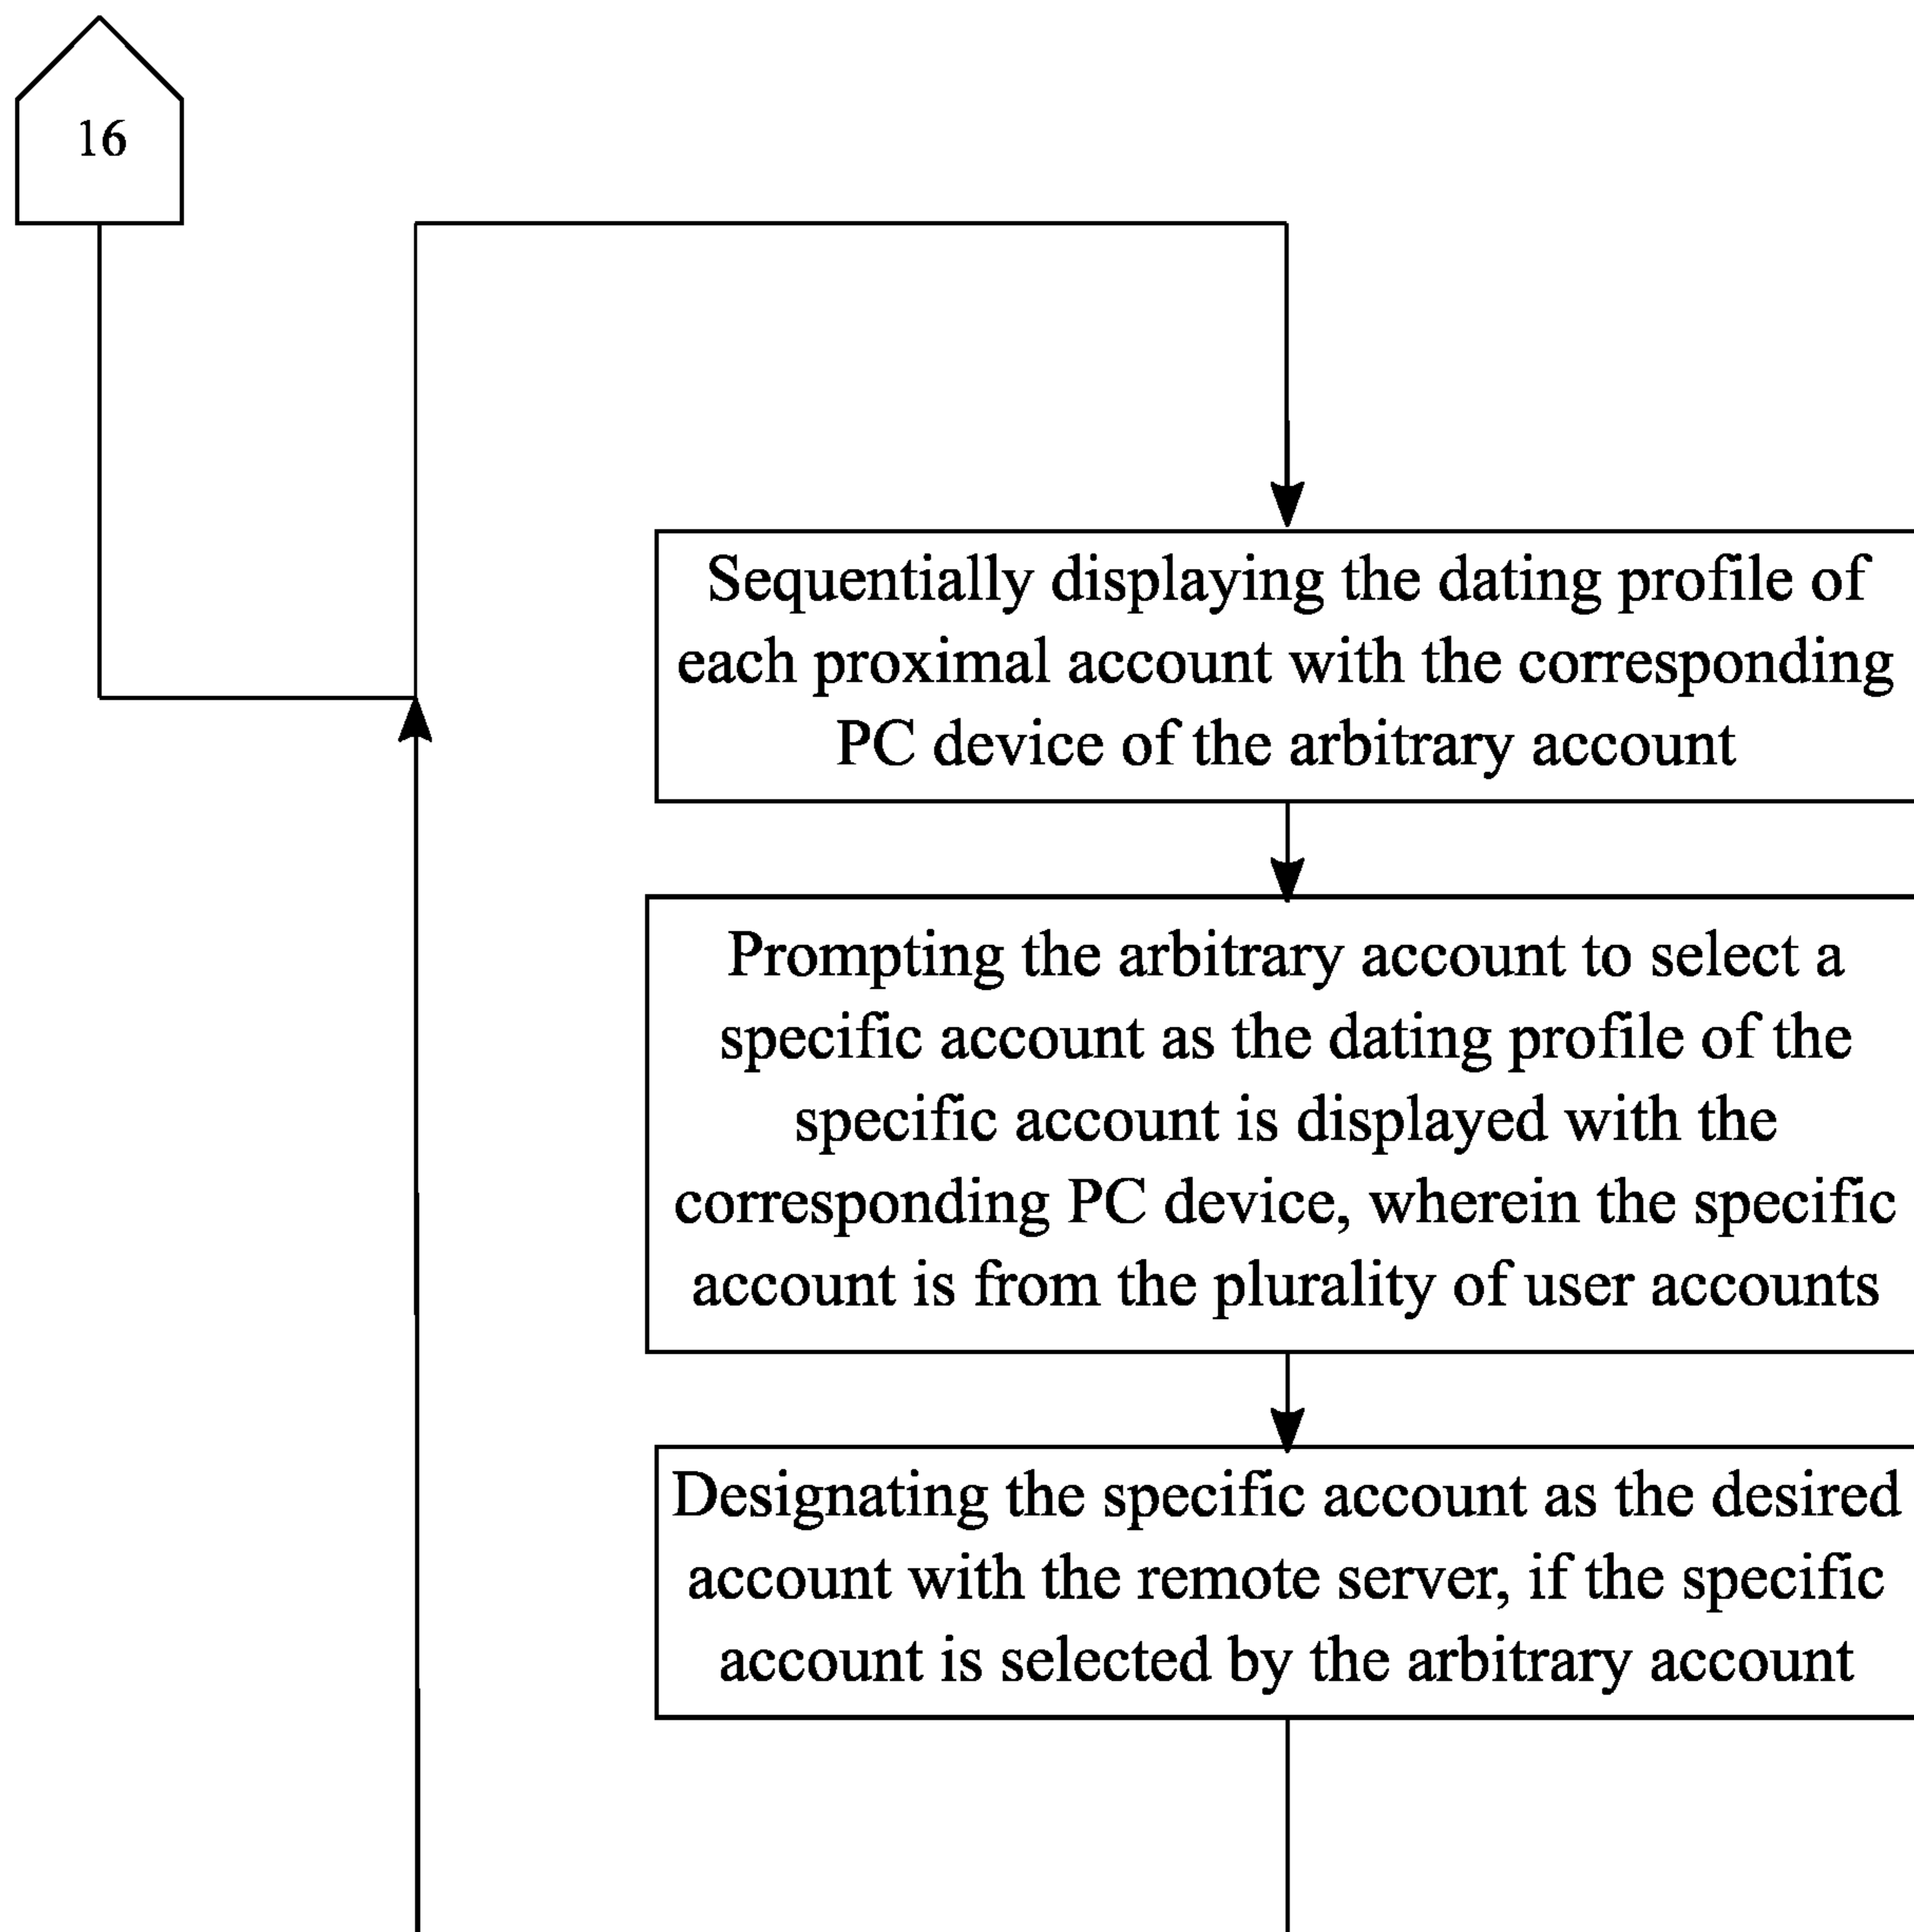 16
Sequentially displaying the dating profile of
each proximal account with the corresponding
PC device of the arbitrary account
Prompting the arbitrary account to select a
specific account as the dating profile of the
specific account is displayed with the
corresponding PC device, wherein the specific
account is from the plurality of user accounts
Designating the specific account as the desired
account with the remote server, if the specific
account is selected by the arbitrary account